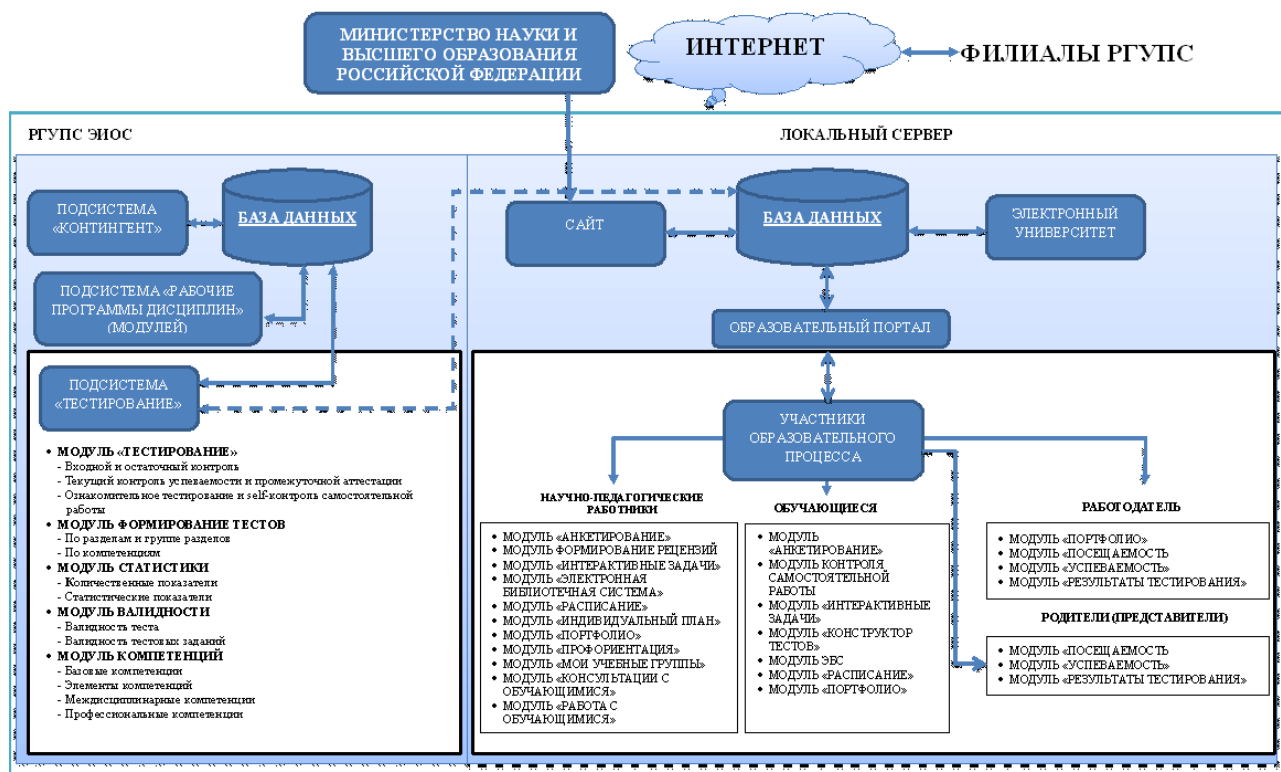 МИНИСТЕРСТВО НАУКИ И
ВЫСШЕГО ОБРАЗОВАНИЯ
РОССИЙСКОЙ ФЕДЕРАЦИИ
ИНТЕРНЕТ
ФИЛИАЛЫ РГУПС
РГУПС ЭИОС
ЛОКАЛЬНЫЙ СЕРВЕР
ПОДСИСТЕМА
«КОНТИНГЕНТ»
БАЗА ДАННЫХ
САЙТ
БАЗА ДАННЫХ
ЭЛЕКТРОННЫЙ
УНИВЕРСИТЕТ
ПОДСИСТЕМА «РАБОЧИЕ
ПРОГРАММЫ ДИСЦИПЛИН»
(МОДУЛЕЙ)
ОБРАЗОВАТЕЛЬНЫЙ ПОРТАЛ
ПОДСИСТЕМА
«ТЕСТИРОВАНИЕ»
УЧАСТНИКИ
ОБРАЗОВАТЕЛЬНОГО
ПРОЦЕССА
• МОДУЛЬ «ТЕСТИРОВАНИЕ»
- Входной и остаточный контроль
- Текущий контроль успеваемости и промежуточной аттестации
- Ознакомительное тестирование и self-контроль самостоятельной
работы
• МОДУЛЬ ФОРМИРОВАНИЕ ТЕСТОВ
- По разделам и группе разделов
- По компетенциям
• МОДУЛЬ СТАТИСТИКИ
- Количественные показатели
- Статистические показатели
• МОДУЛЬ ВАЛИДНОСТИ
- Валидность теста
- Валидность тестовых заданий
• МОДУЛЬ КОМПЕТЕНЦИЙ
- Базовые компетенции
- Элементы компетенций
- Междисциплинарные компетенции
- Профессиональные компетенции
НАУЧНО-ПЕДАГОГИЧЕСКИЕ
РАБОТНИКИ
• МОДУЛЬ «АНКЕТИРОВАНИЕ»
• МОДУЛЬ ФОРМИРОВАНИЕ РЕЦЕНЗИЙ
• МОДУЛЬ «ИНТЕРАКТИВНЫЕ ЗАДАЧИ»
• МОДУЛЬ «ЭЛЕКТРОННАЯ
БИБЛИОТЕЧНАЯ СИСТЕМА»
• МОДУЛЬ «РАСПИСАНИЕ»
• МОДУЛЬ «ИНДИВИДУАЛЬНЫЙ ПЛАН»
• МОДУЛЬ «ПОРТФОЛИО»
• МОДУЛЬ «ПРОФОРИЕНТАЦИЯ»
• МОДУЛЬ «МОИ УЧЕБНЫЕ ГРУППЫ»
• МОДУЛЬ «КОНСУЛЬТАЦИИ С
ОБУЧАЮЩИМИСЯ»
• МОДУЛЬ «РАБОТА С
ОБУЧАЮЩИМИСЯ»
ОБУЧАЮЩИЕСЯ
• МОДУЛЬ
«АНКЕТИРОВАНИЕ»
• МОДУЛЬ КОНТРОЛЯ
САМОСТОЯТЕЛЬНОЙ
РАБОТЫ
• МОДУЛЬ «ИНТЕРАКТИВНЫЕ
ЗАДАЧИ»
• МОДУЛЬ «КОНСТРУКТОР
ТЕСТОВ»
• МОДУЛЬ ЭБС
• МОДУЛЬ «РАСПИСАНИЕ»
• МОДУЛЬ «ПОРТФОЛИО»
РАБОТОДАТЕЛЬ
• МОДУЛЬ «ПОРТФОЛИО»
• МОДУЛЬ «ПОСЕЩАЕМОСТЬ
• МОДУЛЬ «УСПЕВАЕМОСТЬ»
• МОДУЛЬ «РЕЗУЛЬТАТЫ ТЕСТИРОВАНИЯ»
РОДИТЕЛИ (ПРЕДСТАВИТЕЛИ)
• МОДУЛЬ «ПОСЕЩАЕМОСТЬ
• МОДУЛЬ «УСПЕВАЕМОСТЬ»
• МОДУЛЬ «РЕЗУЛЬТАТЫ ТЕСТИРОВАНИЯ»